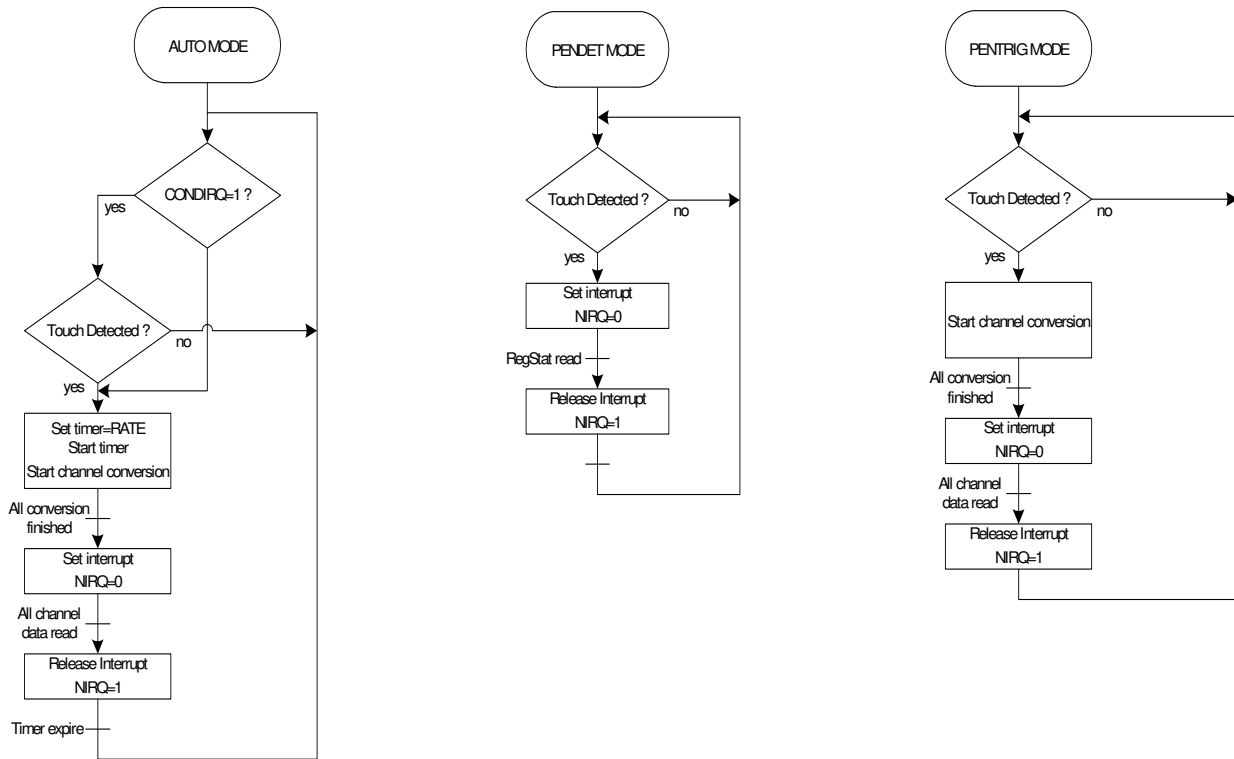 AUTO MODE
CONDIRQ=1 ?
yes
Touch Detected ?
no
yes
Set timer=RATE
Start timer
Start channel conversion
All conversion
finished
Set interrupt
NIRQ=0
All channel
data read
Release Interrupt
NIRQ=1
Timer expire
PENDET MODE
Touch Detected ?
no
yes
Set interrupt
NIRQ=0
RegStat read
Release Interrupt
NIRQ=1
PENTRIG MODE
Touch Detected ?
no
yes
Start channel conversion
All conversion
finished
Set interrupt
NIRQ=0
All channel
data read
Release Interrupt
NIRQ=1